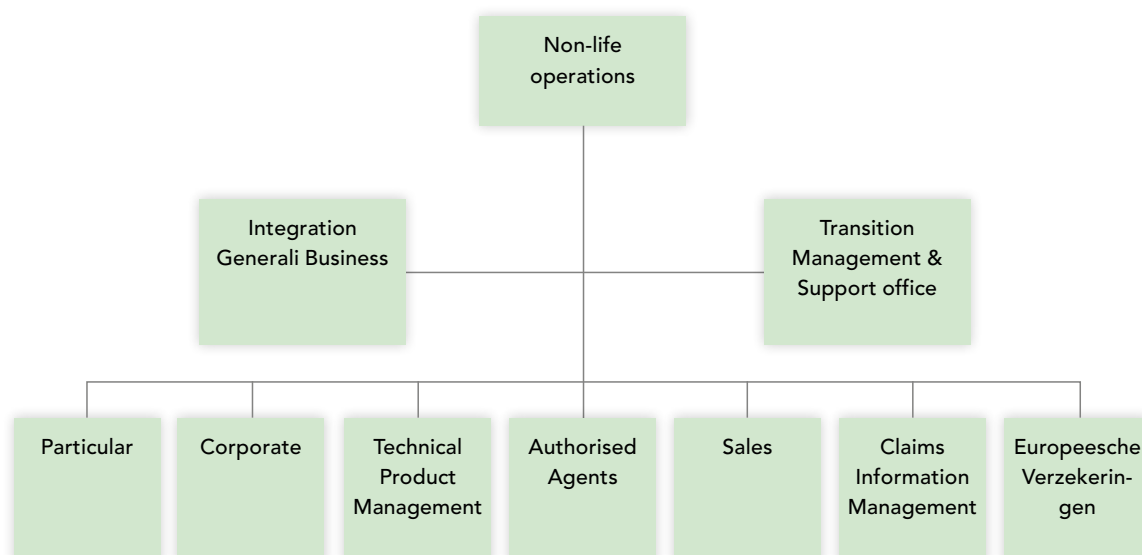 Non-life
operations
Integration
Generali Business
Transition
Management &
Support office
Particular
Corporate
Technical
Product
Management
Authorised
Agents
Sales
Claims
Information
Management
Europeesche
Verzekerin-
gen